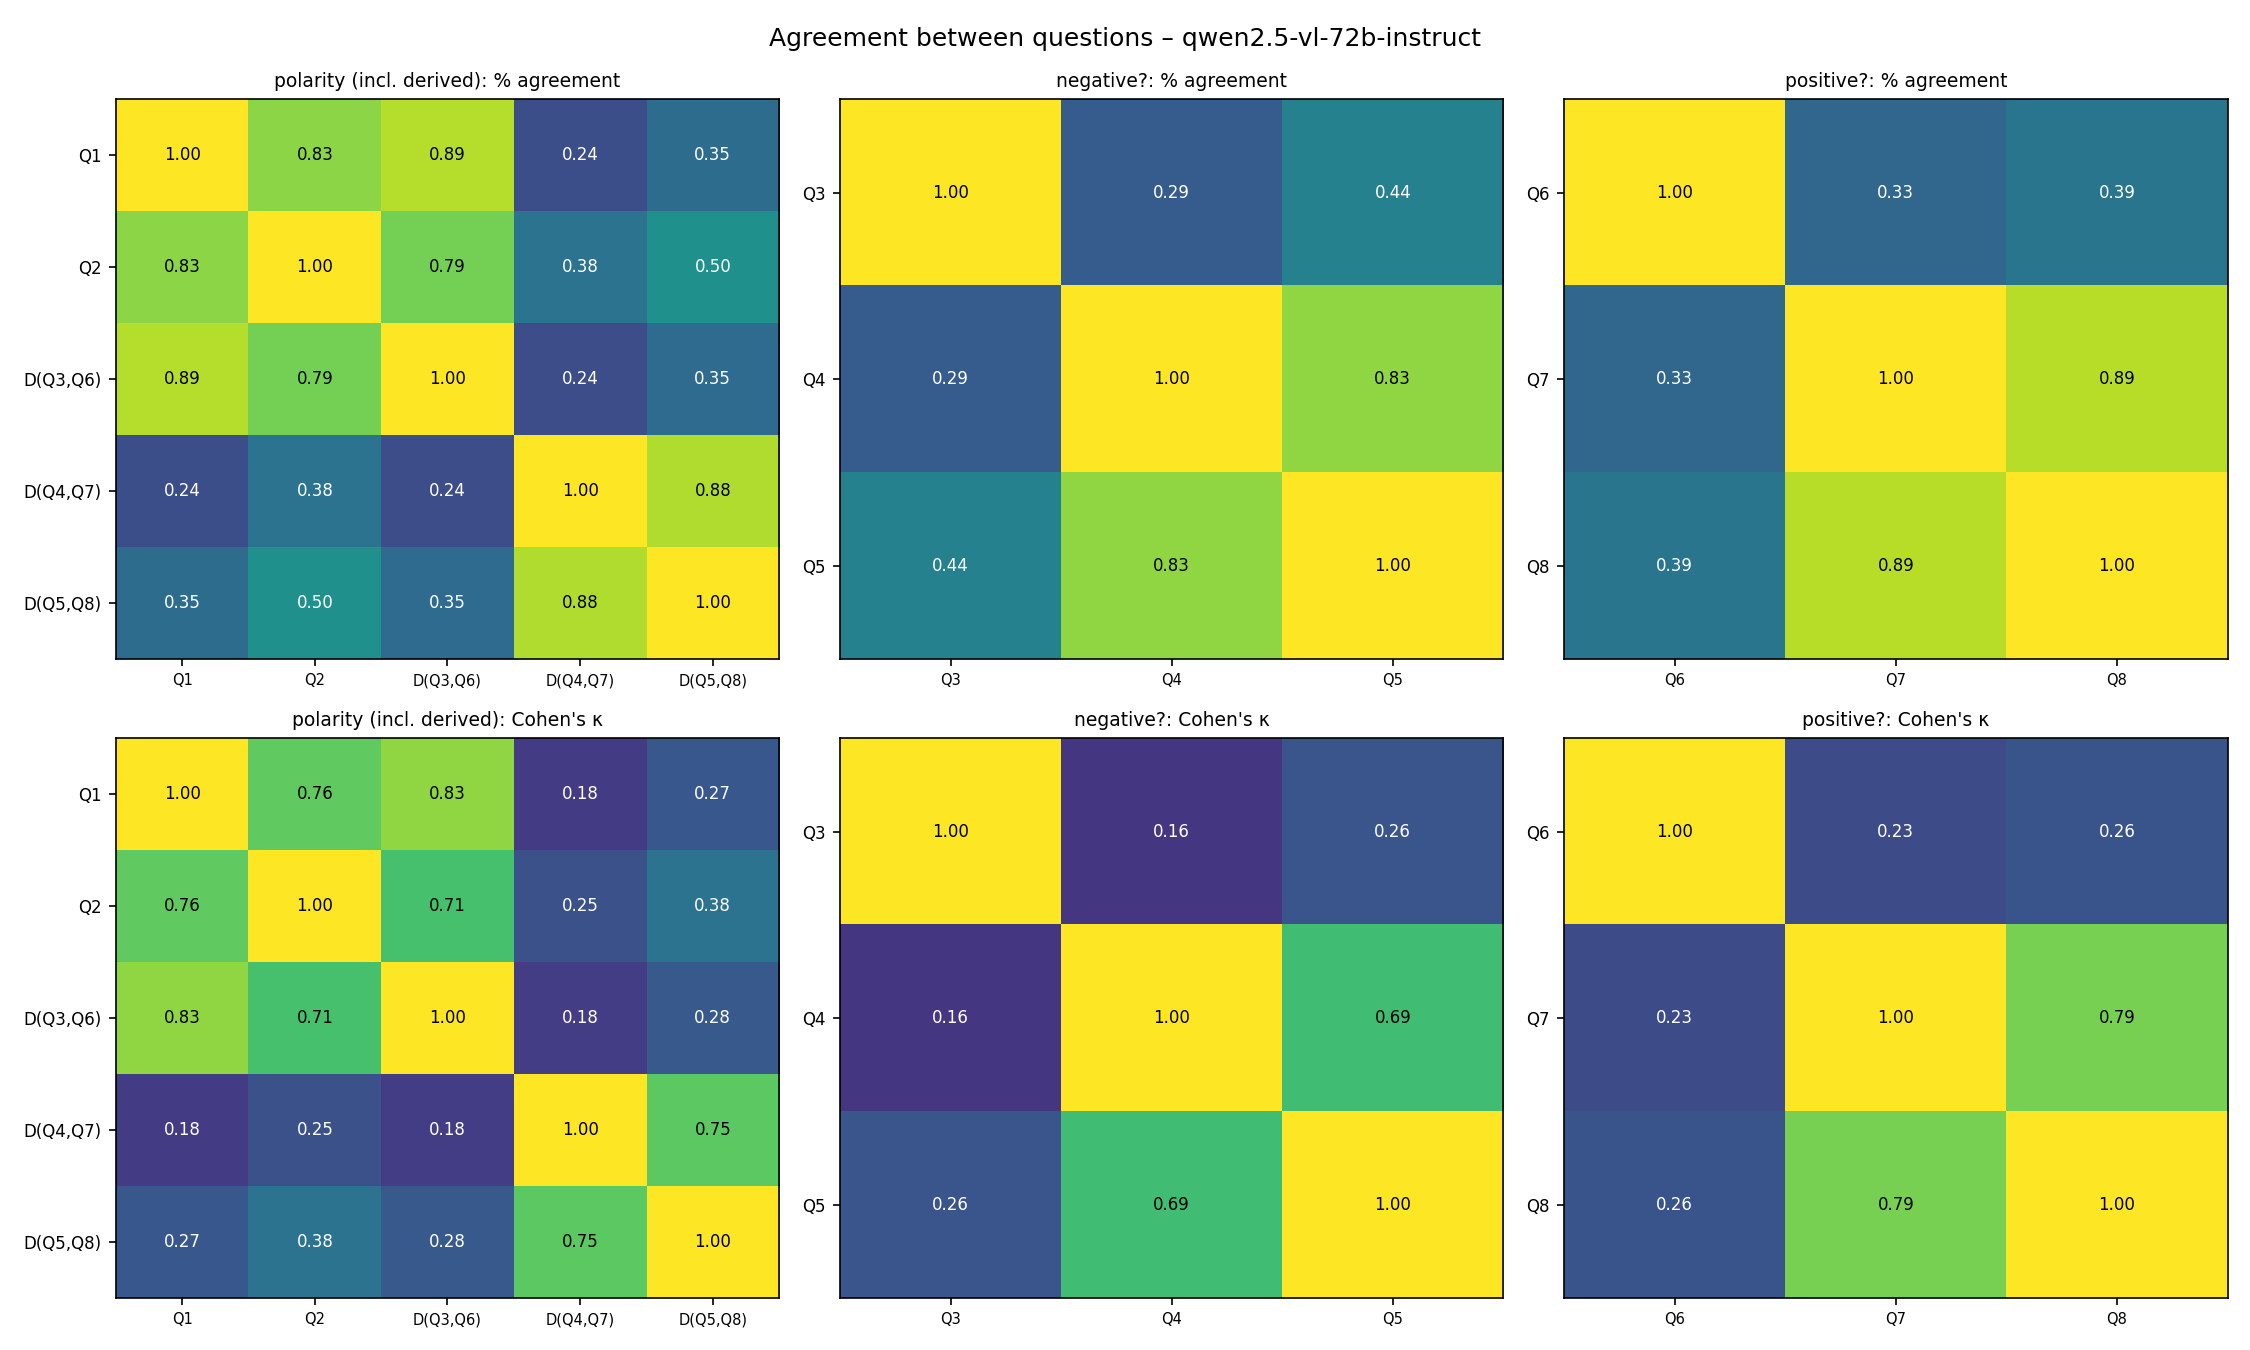 Agreement between questions – qwen2.5-vl-72b-instruct
polarity (incl. derived): % agreement
Q1 1.00 0.83 0.89 0.24 0.35
Q2 0.83 1.00 0.79 0.38 0.50
D(Q3,Q6) 0.89 0.79 1.00 0.24 0.35
D(Q4,Q7) 0.24 0.38 0.24 1.00 0.88
D(Q5,Q8) 0.35 0.50 0.35 0.88 1.00
Q1 Q2 D(Q3,Q6) D(Q4,Q7) D(Q5,Q8)
negative?: % agreement
Q3 1.00 0.29 0.44
Q4 0.29 1.00 0.83
Q5 0.44 0.83 1.00
Q3 Q4 Q5
positive?: % agreement
Q6 1.00 0.33 0.39
Q7 0.33 1.00 0.89
Q8 0.39 0.89 1.00
Q6 Q7 Q8
polarity (incl. derived): Cohen's κ
Q1 1.00 0.76 0.83 0.18 0.27
Q2 0.76 1.00 0.71 0.25 0.38
D(Q3,Q6) 0.83 0.71 1.00 0.18 0.28
D(Q4,Q7) 0.18 0.25 0.18 1.00 0.75
D(Q5,Q8) 0.27 0.38 0.28 0.75 1.00
Q1 Q2 D(Q3,Q6) D(Q4,Q7) D(Q5,Q8)
negative?: Cohen's κ
Q3 1.00 0.16 0.26
Q4 0.16 1.00 0.69
Q5 0.26 0.69 1.00
Q3 Q4 Q5
positive?: Cohen's κ
Q6 1.00 0.23 0.26
Q7 0.23 1.00 0.79
Q8 0.26 0.79 1.00
Q6 Q7 Q8